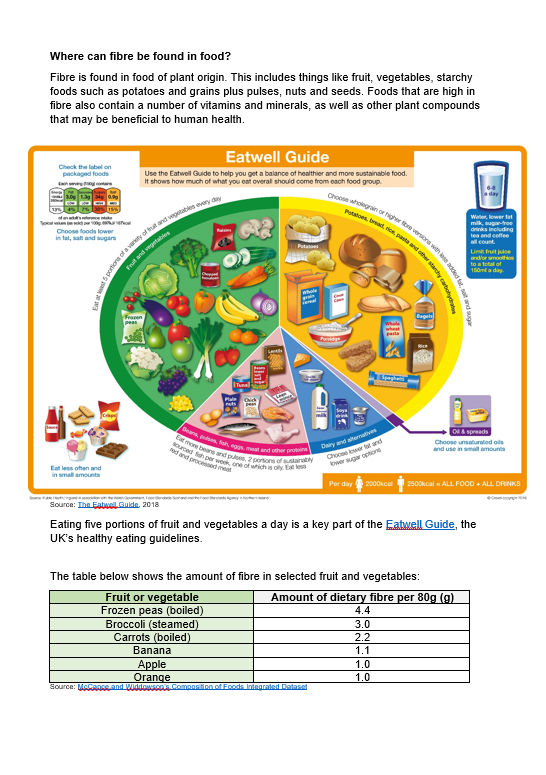 Where can fibre be found in food?
Fibre is found in food of plant origin. This includes things like fruit, vegetables, starchy
foods such as potatoes and grains plus pulses, nuts and seeds. Foods that are high in
fibre also contain a number of vitamins and minerals, as well as other plant compounds
that may be beneficial to human health.
Eatwell Guide
Check the label on
packaged foods
Use the Eatwell Guide to help you get a balance of healthier and more sustainable food.
It shows how much of what you eat overall should come from each food group.
Each serving (150g) contains
of an adult's reference intake
Typical values (as sold) per 100g: 697kJ/ 167kcal
Choose foods lower
in fat, salt and sugars
6-8
a day
Water, lower fat
milk, sugar-free
drinks including
tea and coffee
all count.
Limit fruit juice
and/or smoothies
to a total of
150ml a day.
Eat at least 5 portions of a variety of fruit and vegetables every day
Fruit and vegetables
Choose wholegrain or higher fibre versions with less added fat, salt and sugar
Potatoes, bread, rice, pasta and other starchy carbohydrates
Raisins
Chopped
Frozen
peas
Potatoes
Whole
grain
cereal
Porridge
Bagels
Whole
wheat
pasta
Rice
Spaghetti
Lentils
Tuna
Plain
nuts
Chick
peas
Soya
drink
Beans, pulses, fish, eggs, meat and other proteins
Eat more beans and pulses, 2 portions of sustainably
sourced fish per week, one of which is oily. Eat less
red and processed meat
Dairy and alternatives
Choose lower fat and
lower sugar options
Sauce
Crisps
Eat less often and
in small amounts
Oil & spreads
Choose unsaturated oils
and use in small amounts
Per day 2000kcal 2500kcal = ALL FOOD + ALL DRINKS
Source: The Eatwell Guide, 2018
Eating five portions of fruit and vegetables a day is a key part of the Eatwell Guide, the
UK's healthy eating guidelines.
The table below shows the amount of fibre in selected fruit and vegetables:
Fruit or vegetable Amount of dietary fibre per 80g (g)
Frozen peas (boiled) 4.4
Broccoli (steamed) 3.0
Carrots (boiled) 2.2
Banana 1.1
Apple 1.0
Orange 1.0
Source: McCance and Widdowson's Composition of Foods Integrated Dataset